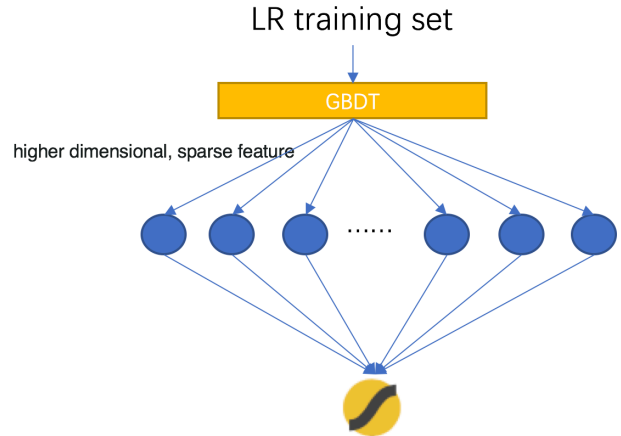 LR training set
GBDT
higher dimensional, sparse feature
......